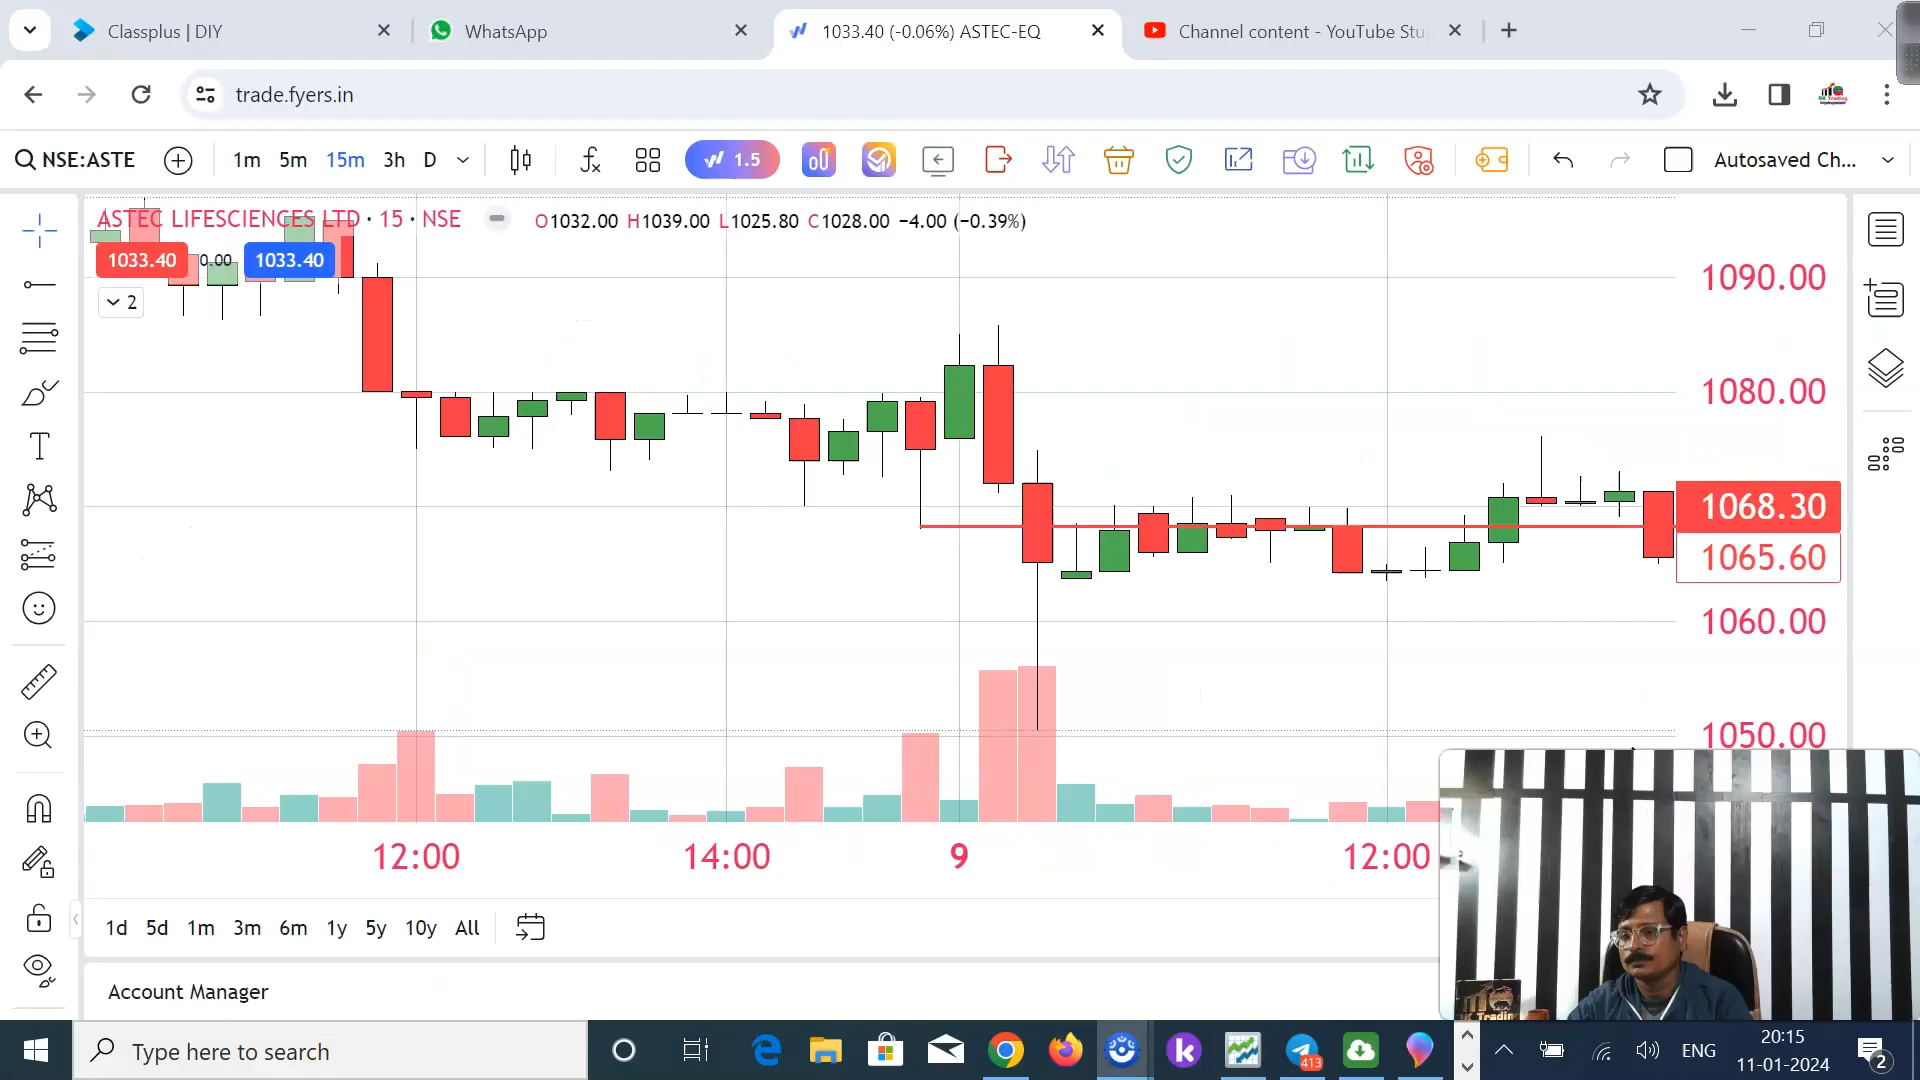 Classplus | DIY
WhatsApp
1033.40 (-0.06%) ASTEC-EQ
Channel content - YouTube Stu
trade.fyers.in
NSE:ASTE
1m 5m 15m 3h D
1.5
Autosaved Ch...
ASTEC LIFESCIENCES LTD · 15 · NSE
O1032.00 H1039.00 L1025.80 C1028.00 −4.00 (−0.39%)
1033.40 0.00 1033.40
2
1090.00
1080.00
1068.30
1065.60
1060.00
1050.00
12:00 14:00 9 12:00
1d 5d 1m 3m 6m 1y 5y 10y All
Account Manager
Type here to search
413
ENG
20:15
11-01-2024
2